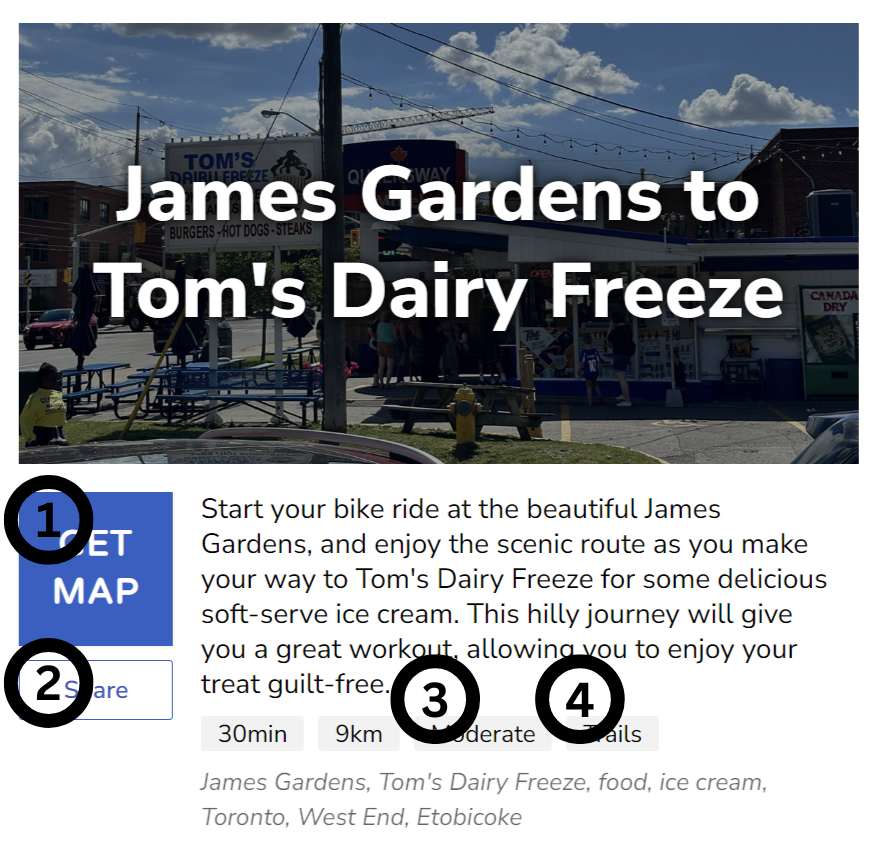 TOM'S
DAIRY FREEZE
BURGERS - HOT DOGS - STEAKS
QUEENSWAY
OPEN
CANADA
DRY
10
James Gardens to
Tom's Dairy Freeze
1
GET
MAP
2
Share
Start your bike ride at the beautiful James
Gardens, and enjoy the scenic route as you make
your way to Tom's Dairy Freeze for some delicious
soft-serve ice cream. This hilly journey will give
you a great workout, allowing you to enjoy your
treat guilt-free.
3
4
30min 9km Moderate Trails
James Gardens, Tom's Dairy Freeze, food, ice cream,
Toronto, West End, Etobicoke